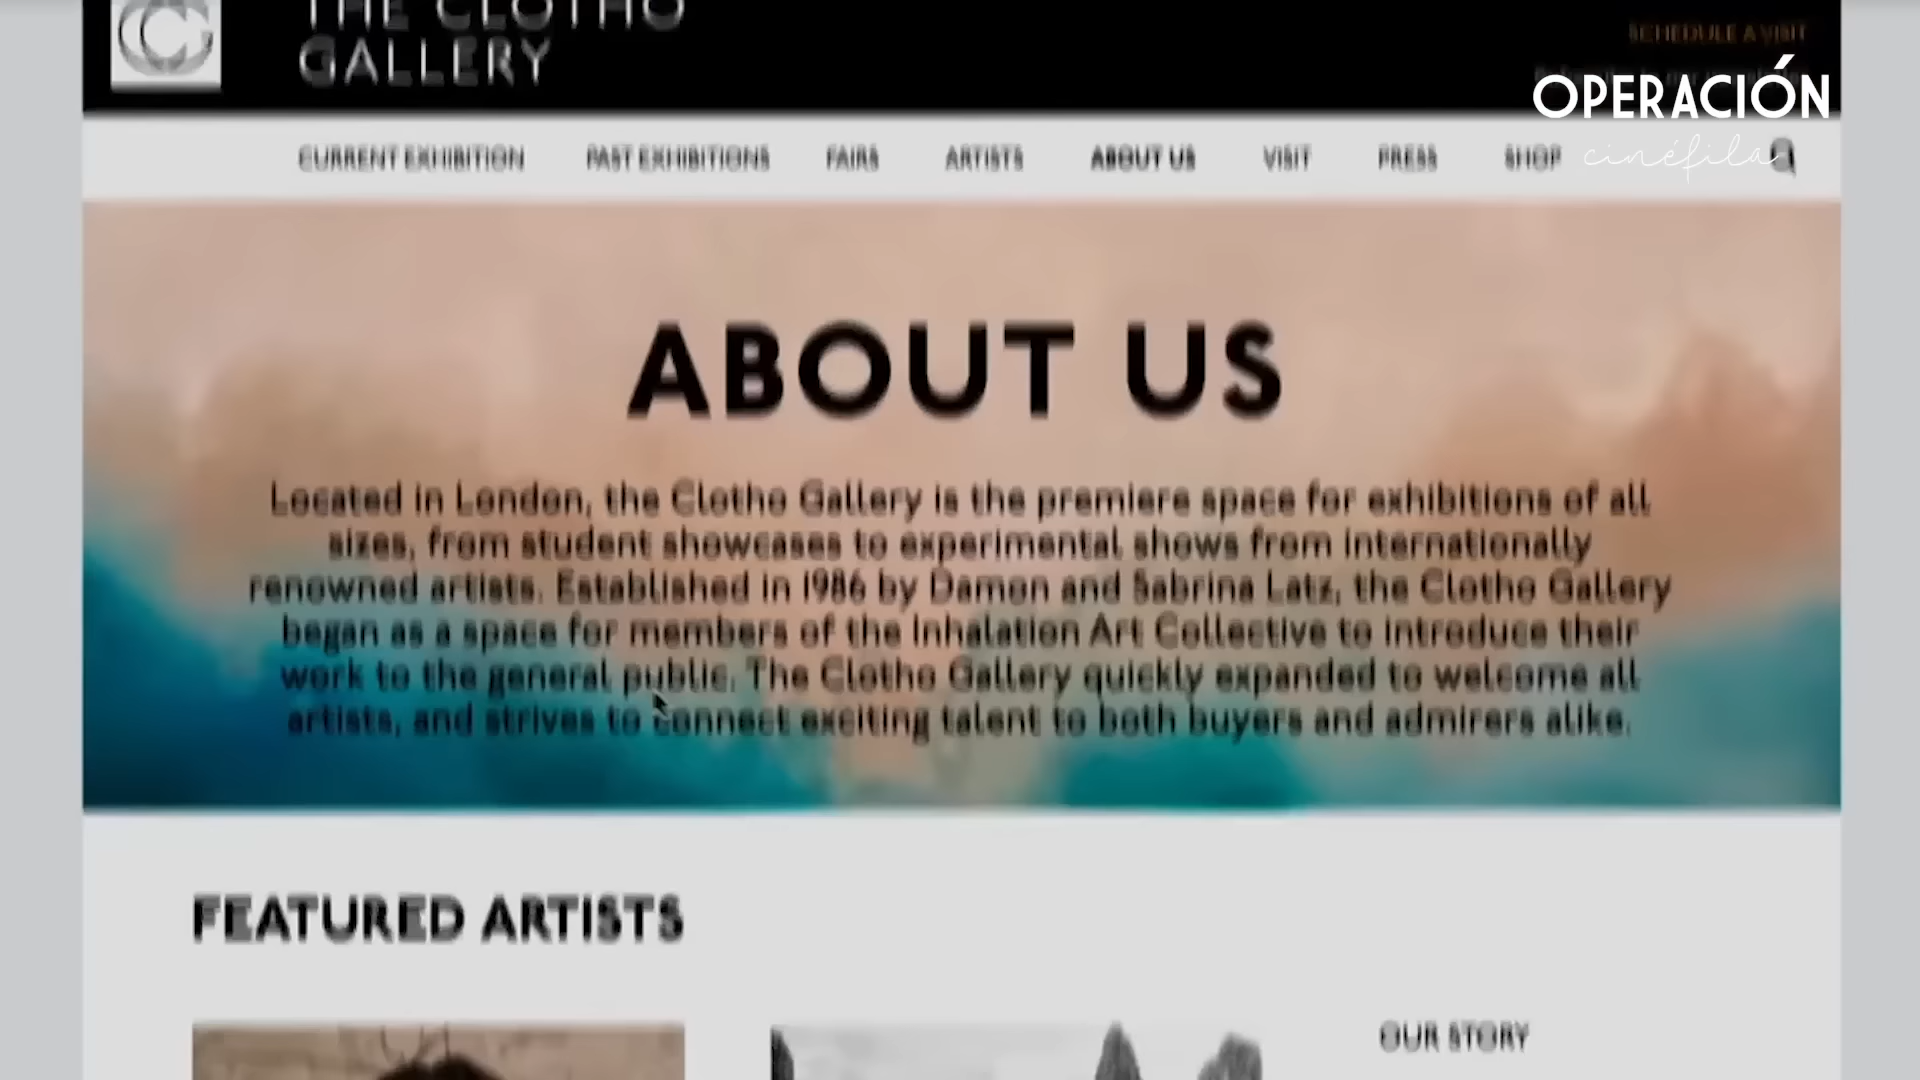 THE CLOTHO
GALLERY
SCHEDULE A VISIT
OPERACIÓN
cinéfila
CURRENT EXHIBITION PAST EXHIBITIONS FAIRS ARTISTS ABOUT US VISIT PRESS SHOP
ABOUT US
Located in London, the Clotho Gallery is the premiere space for exhibitions of all
sizes, from student showcases to experimental shows from internationally
renowned artists. Established in 1986 by Damon and Sabrina Latz, the Clotho Gallery
began as a space for members of the Inhalation Art Collective to introduce their
work to the general public. The Clotho Gallery quickly expanded to welcome all
artists, and strives to connect exciting talent to both buyers and admirers alike.
FEATURED ARTISTS
OUR STORY